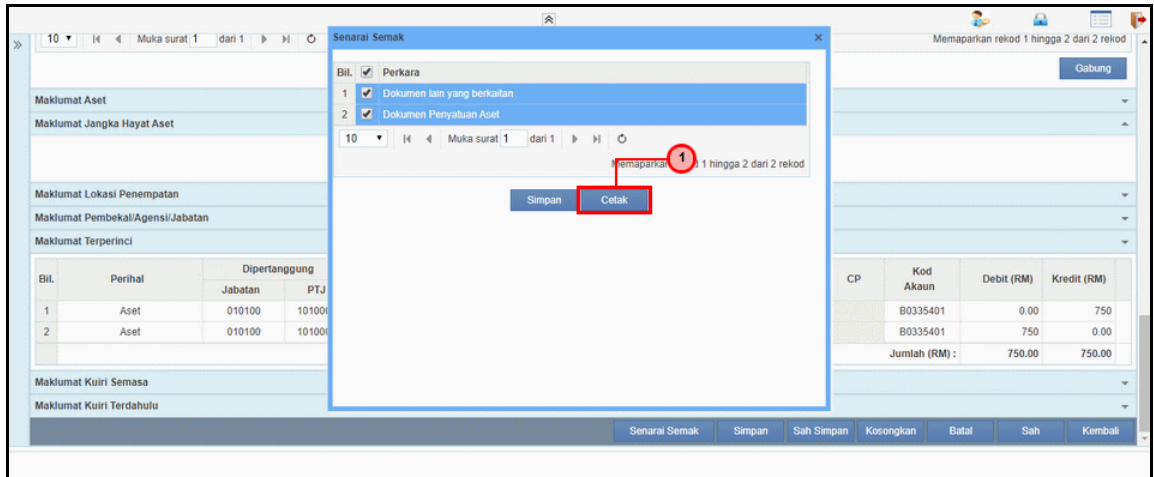 10 Muka surat 1 dari 1 Memaparkan rekod 1 hingga 2 dari 2 rekod
Gabung
Maklumat Aset
Maklumat Jangka Hayat Aset
Maklumat Lokasi Penempatan
Maklumat Pembekal/Agensi/Jabatan
Maklumat Terperinci
Bil. Perihal Dipertanggung CP Kod Akaun Debit (RM) Kredit (RM)
Jabatan PTJ
1 Aset 010100 B0335401 0.00 750
2 Aset 010100 B0335401 750 0.00
Jumlah (RM) : 750.00 750.00
Maklumat Kuiri Semasa
Maklumat Kuiri Terdahulu
Senarai Semak Simpan Sah Simpan Kosongkan Batal Sah Kembali
Senarai Semak
Bil. Perkara
1 Dokumen lain yang berkaitan
2 Dokumen Penyatuan Aset
10 Muka surat 1 dari 1
Memaparkan 1 hingga 2 dari 2 rekod
1
Simpan Cetak